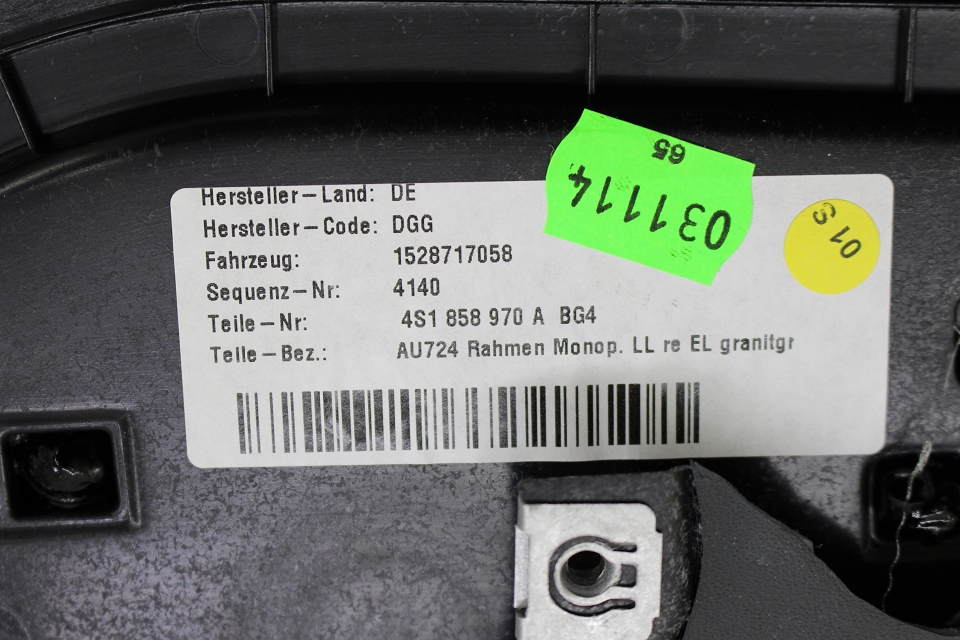 Hersteller-Land: DE
Hersteller-Code: DGG
Fahrzeug: 1528717058
Sequenz-Nr: 4140
Teile-Nr: 4S1 858 970 A BG4
Teile-Bez.: AU724 Rahmen Monop. LL re EL granitgr
031114
65
01S